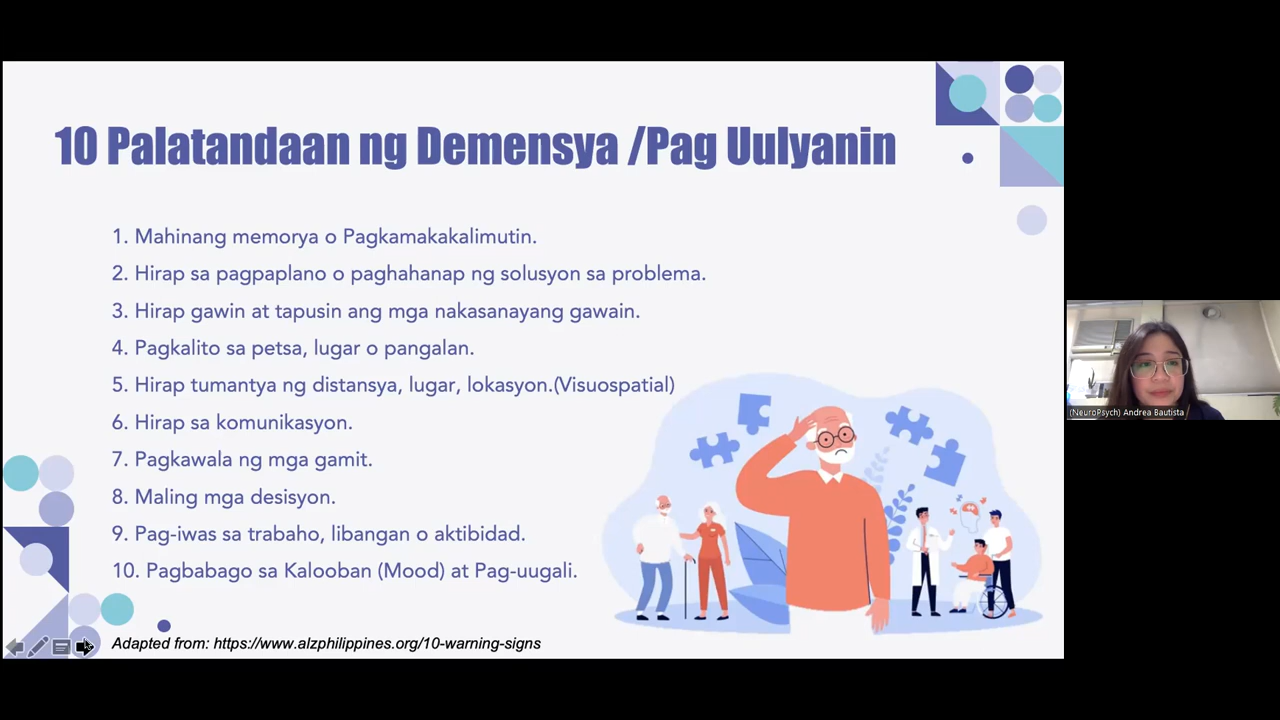 10 Palatandaan ng Demensya /Pag Uulyanin
1. Mahinang memorya o Pagkamakakalimutin.
2. Hirap sa pagpaplano o paghahanap ng solusyon sa problema.
3. Hirap gawin at tapusin ang mga nakasanayang gawain.
4. Pagkalito sa petsa, lugar o pangalan.
5. Hirap tumantya ng distansya, lugar, lokasyon.(Visuospatial)
6. Hirap sa komunikasyon.
7. Pagkawala ng mga gamit.
8. Maling mga desisyon.
9. Pag-iwas sa trabaho, libangan o aktibidad.
10. Pagbabago sa Kalooban (Mood) at Pag-uugali.
Adapted from: https://www.alzphilippines.org/10-warning-signs
(NeuroPsych) Andrea Bautista